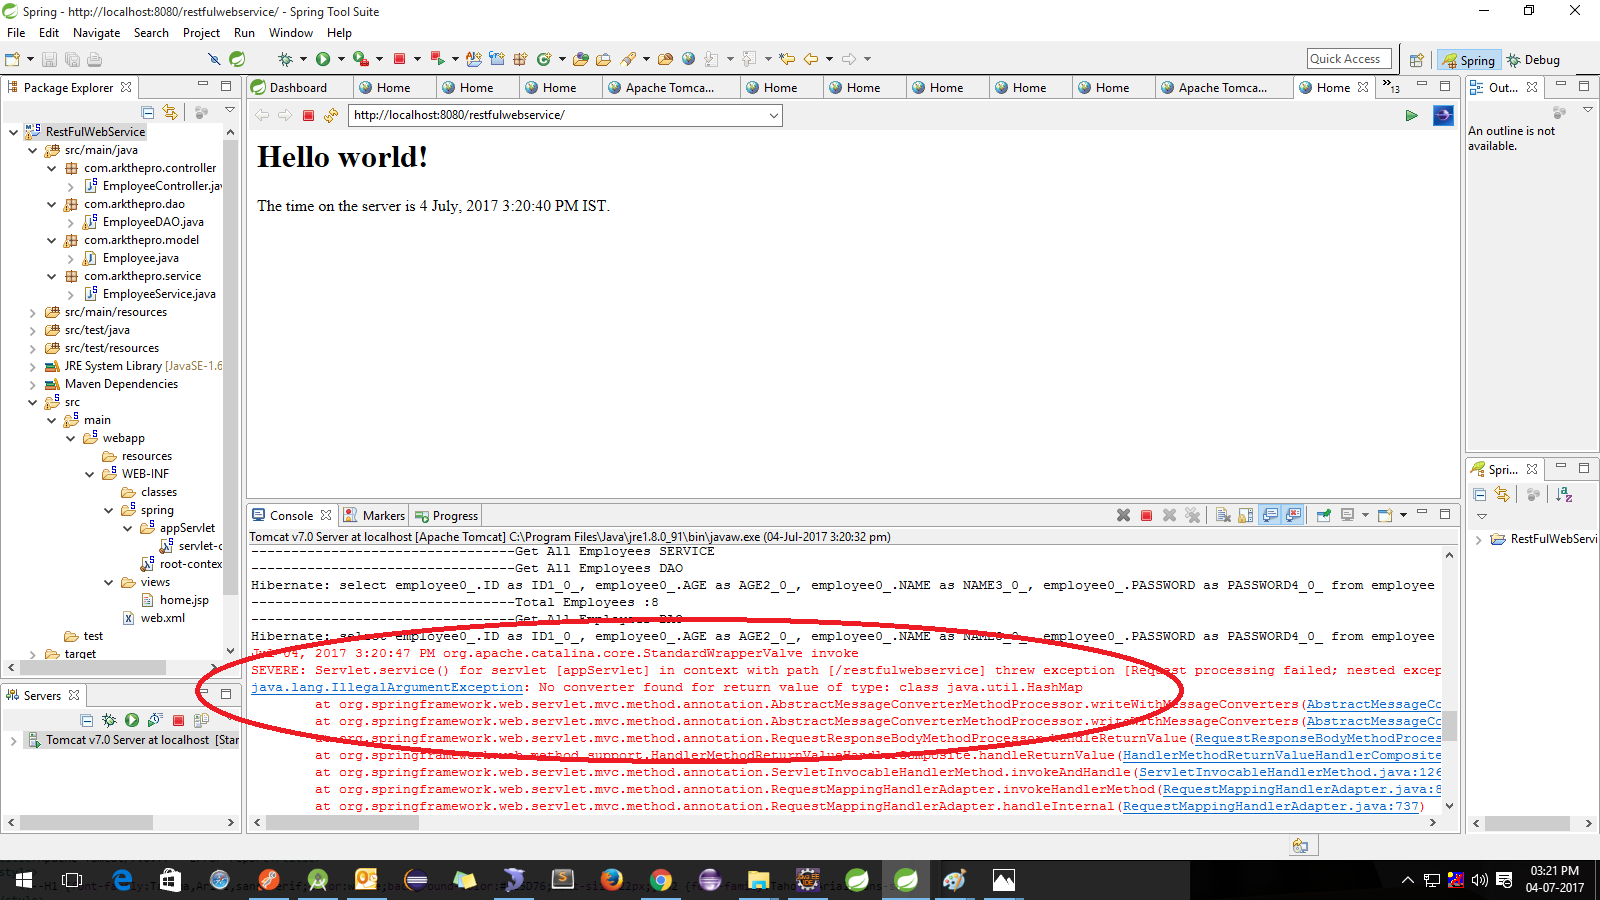 Spring - http://localhost:8080/restfulwebservice/ - Spring Tool Suite
File Edit Navigate Search Project Run Window Help
Quick Access
Spring
Debug
Package Explorer
Dashboard
Home
Home
Home
Apache Tomca...
Home
Home
Home
Home
Home
Apache Tomca...
Home
13
Out...
http://localhost:8080/restfulwebservice/
An outline is not
available.
RestFulWebService
src/main/java
com.arkthepro.controller
EmployeeController.jav
com.arkthepro.dao
EmployeeDAO.java
com.arkthepro.model
Employee.java
com.arkthepro.service
EmployeeService.java
src/main/resources
src/test/java
src/test/resources
JRE System Library [JavaSE-1.6
Maven Dependencies
src
main
webapp
resources
WEB-INF
classes
spring
appServlet
servlet-c
root-contex
views
home.jsp
web.xml
test
target
Hello world!
The time on the server is 4 July, 2017 3:20:40 PM IST.
Spri...
RestFulWebServi
Servers
Tomcat v7.0 Server at localhost [Star
Console
Markers
Progress
Tomcat v7.0 Server at localhost [Apache Tomcat] C:\Program Files\Java\jre1.8.0_91\bin\javaw.exe (04-Jul-2017 3:20:32 pm)
---------------------------------Get All Employees SERVICE
---------------------------------Get All Employees DAO
Hibernate: select employee0_.ID as ID1_0_, employee0_.AGE as AGE2_0_, employee0_.NAME as NAME3_0_, employee0_.PASSWORD as PASSWORD4_0_ from employee
---------------------------------Total Employees :8
---------------------------------Get All Employees DAO
Hibernate: select employee0_.ID as ID1_0_, employee0_.AGE as AGE2_0_, employee0_.NAME as NAME3_0_, employee0_.PASSWORD as PASSWORD4_0_ from employee
Jul 04, 2017 3:20:47 PM org.apache.catalina.core.StandardWrapperValve invoke
SEVERE: Servlet.service() for servlet [appServlet] in context with path [/restfulwebservice] threw exception [Request processing failed; nested excep
java.lang.IllegalArgumentException: No converter found for return value of type: class java.util.HashMap
at org.springframework.web.servlet.mvc.method.annotation.AbstractMessageConverterMethodProcessor.writeWithMessageConverters(AbstractMessageCo
at org.springframework.web.servlet.mvc.method.annotation.AbstractMessageConverterMethodProcessor.writeWithMessageConverters(AbstractMessageCo
at org.springframework.web.servlet.mvc.method.annotation.RequestResponseBodyMethodProcessor.handleReturnValue(RequestResponseBodyMethodProces
at org.springframework.web.method.support.HandlerMethodReturnValueHandlerComposite.handleReturnValue(HandlerMethodReturnValueHandlerComposite
at org.springframework.web.servlet.mvc.method.annotation.ServletInvocableHandlerMethod.invokeAndHandle(ServletInvocableHandlerMethod.java:126
at org.springframework.web.servlet.mvc.method.annotation.RequestMappingHandlerAdapter.invokeHandlerMethod(RequestMappingHandlerAdapter.java:8
at org.springframework.web.servlet.mvc.method.annotation.RequestMappingHandlerAdapter.handleInternal(RequestMappingHandlerAdapter.java:737)
03:21 PM
04-07-2017